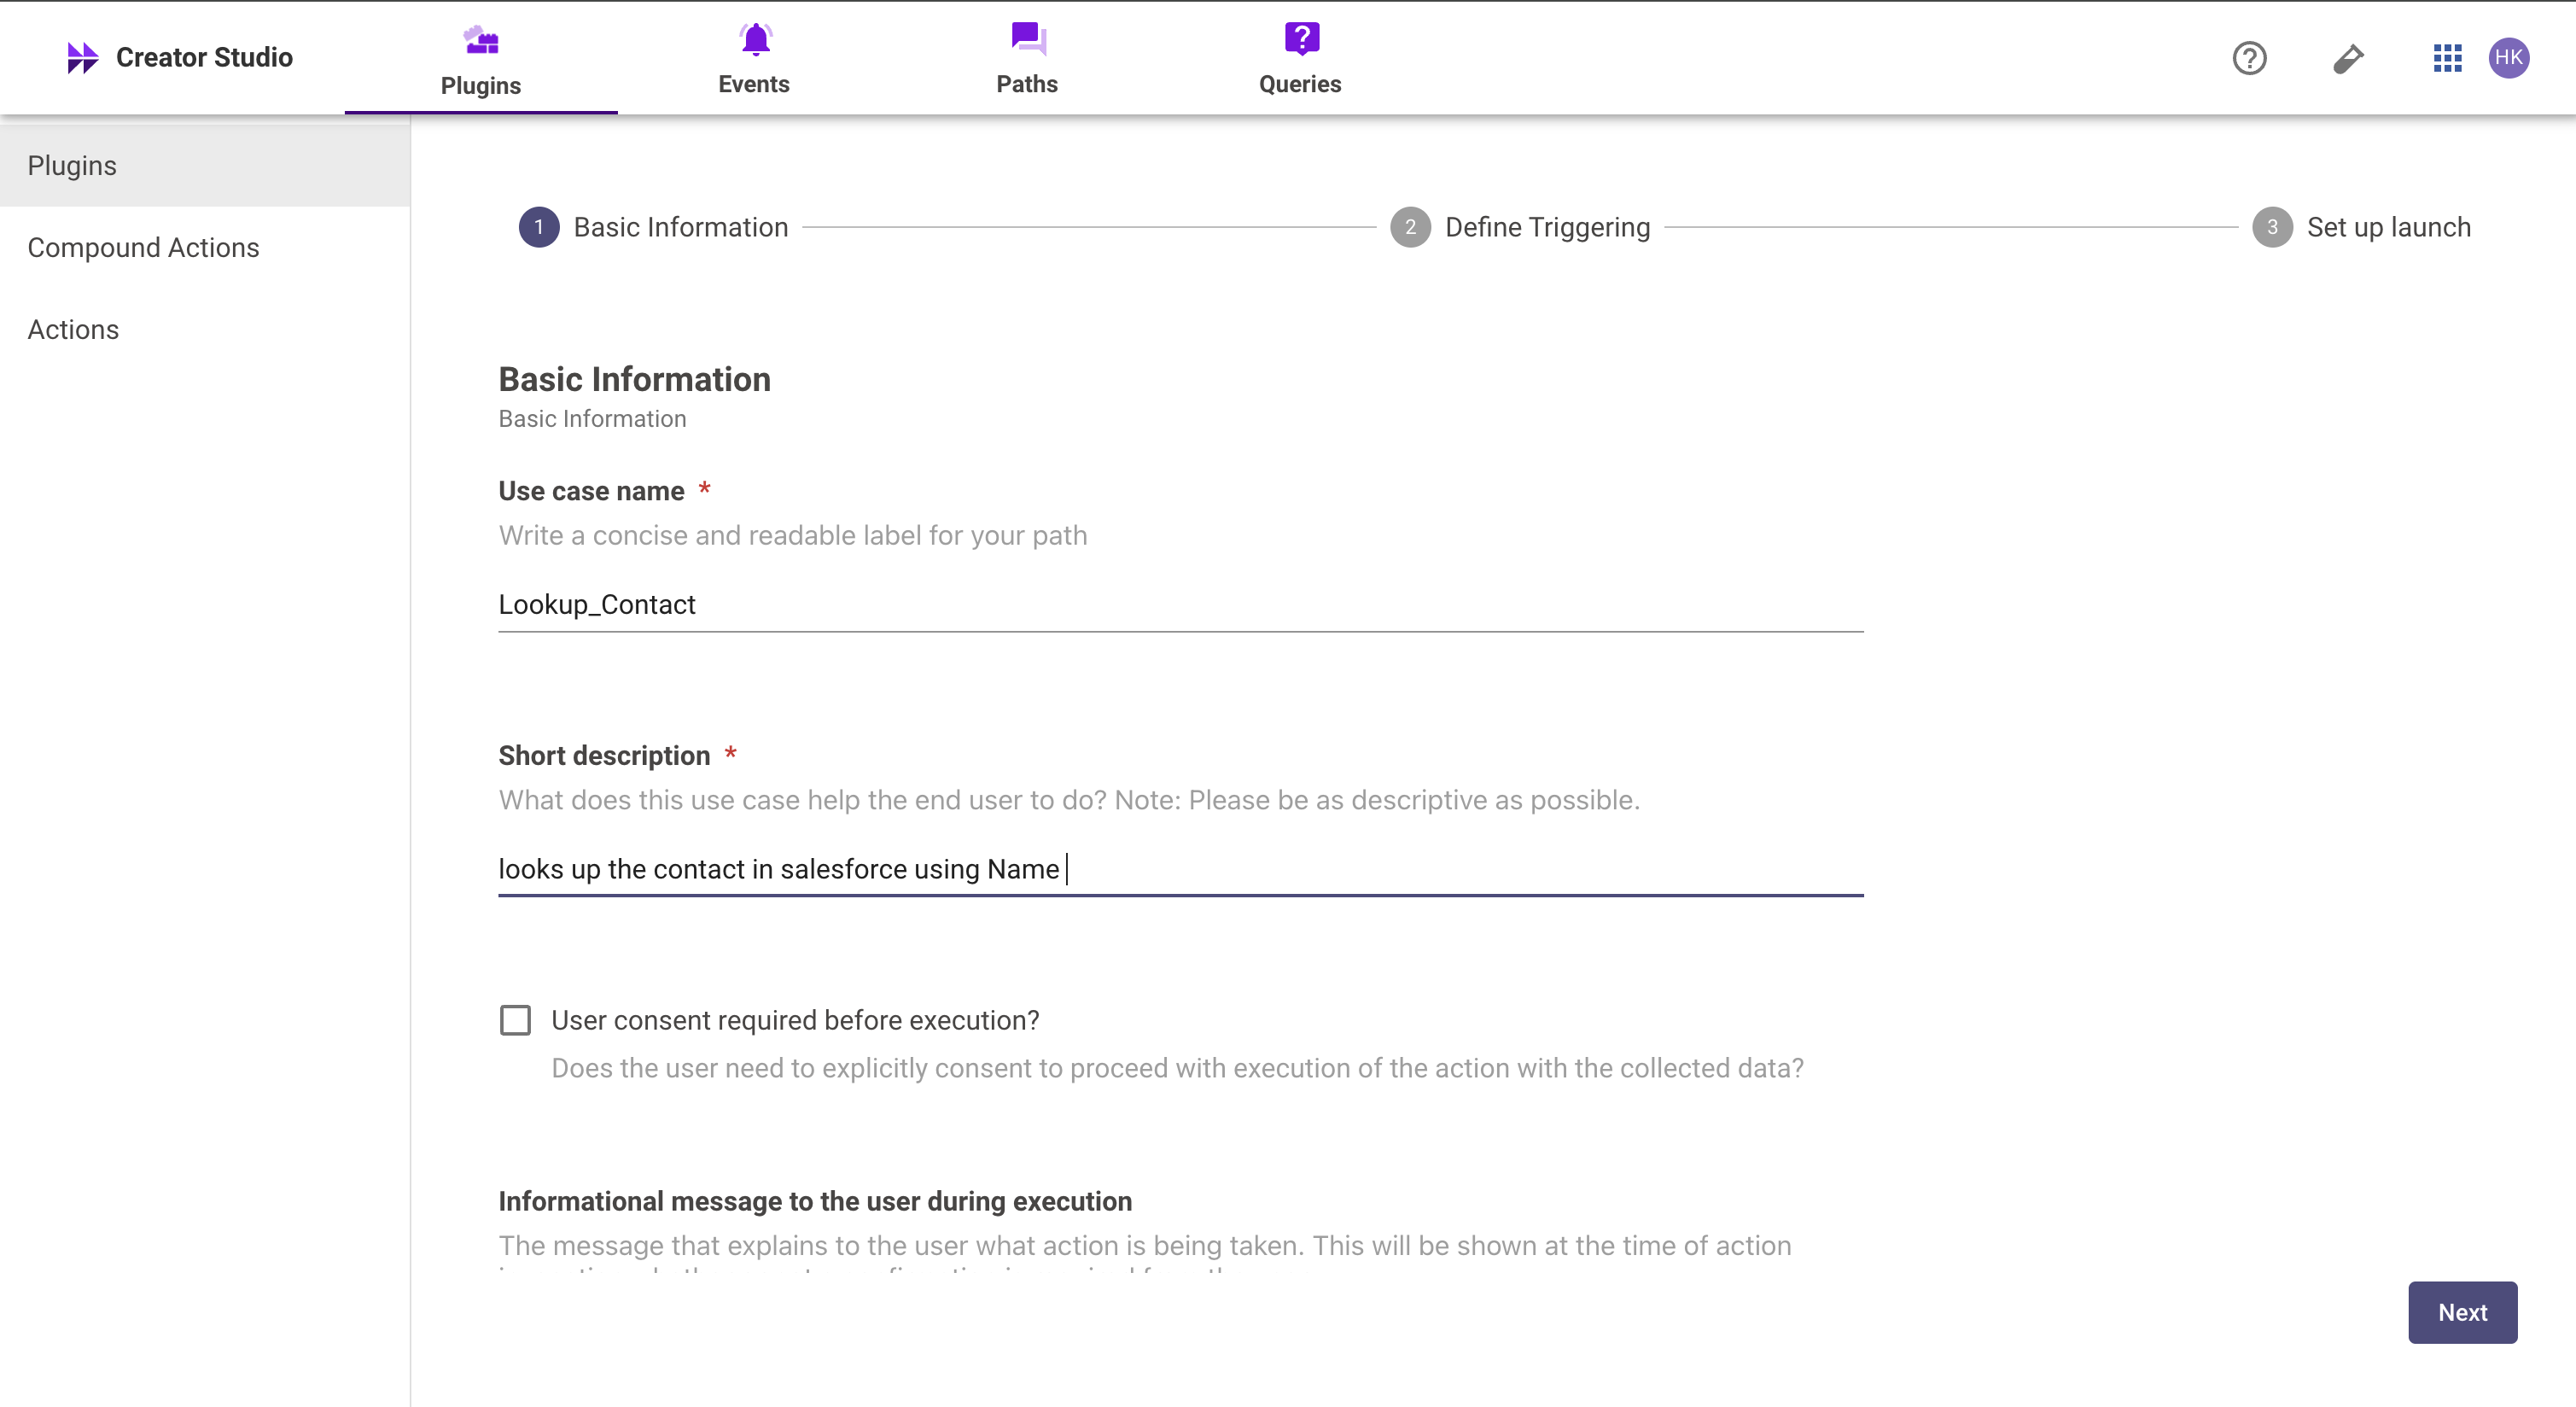 Creator Studio
Plugins
Events
Paths
Queries
?
HK
Plugins
Compound Actions
Actions
1 Basic Information
2 Define Triggering
3 Set up launch
Basic Information
Basic Information
Use case name *
Write a concise and readable label for your path
Lookup_Contact
Short description *
What does this use case help the end user to do? Note: Please be as descriptive as possible.
looks up the contact in salesforce using Name
User consent required before execution?
Does the user need to explicitly consent to proceed with execution of the action with the collected data?
Informational message to the user during execution
The message that explains to the user what action is being taken. This will be shown at the time of action
Next